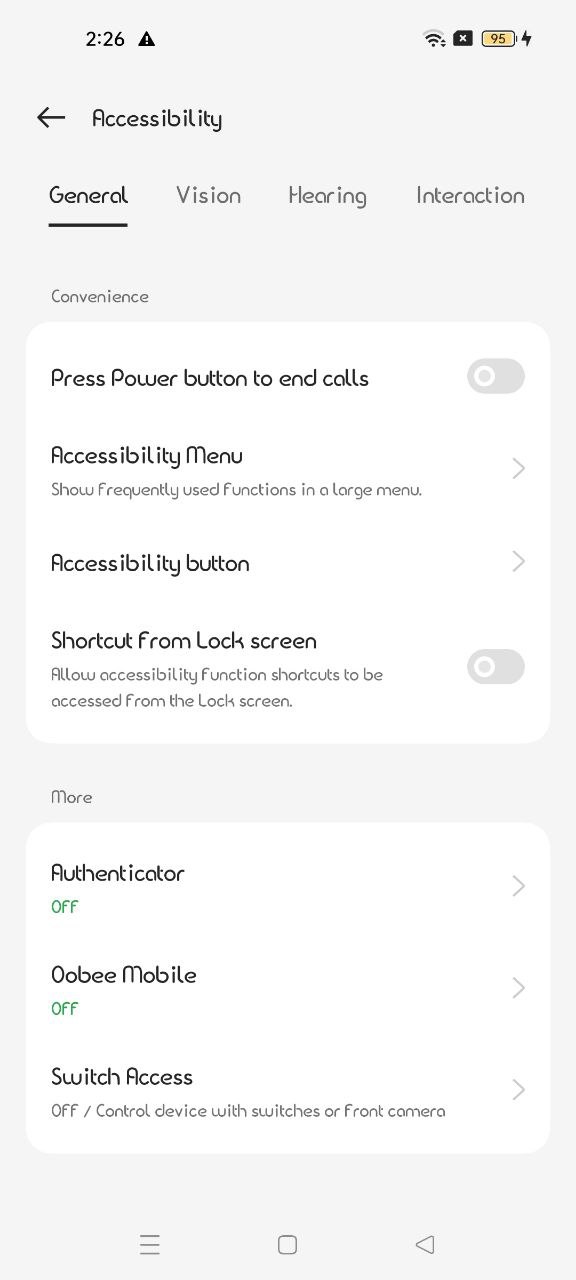 2:26
95
Accessibility
General Vision Hearing Interaction
Convenience
Press Power button to end calls
Accessibility Menu
Show frequently used functions in a large menu.
Accessibility button
Shortcut from Lock screen
Allow accessibility function shortcuts to be
accessed from the Lock screen.
More
Authenticator
Off
Oobee Mobile
Off
Switch Access
Off / Control device with switches or front camera